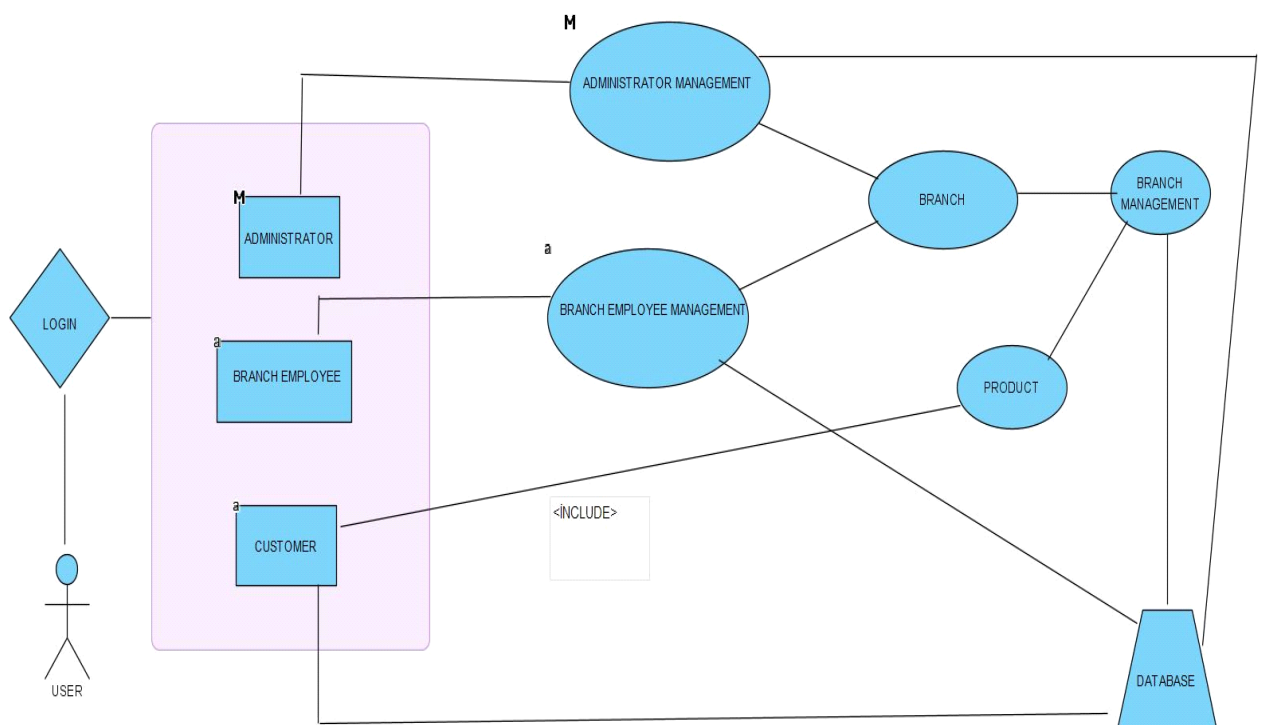 M
ADMINISTRATOR MANAGEMENT
M
ADMINISTRATOR
BRANCH
BRANCH
MANAGEMENT
a
BRANCH EMPLOYEE MANAGEMENT
LOGIN
a
BRANCH EMPLOYEE
PRODUCT
a
CUSTOMER
<İNCLUDE>
USER
DATABASE